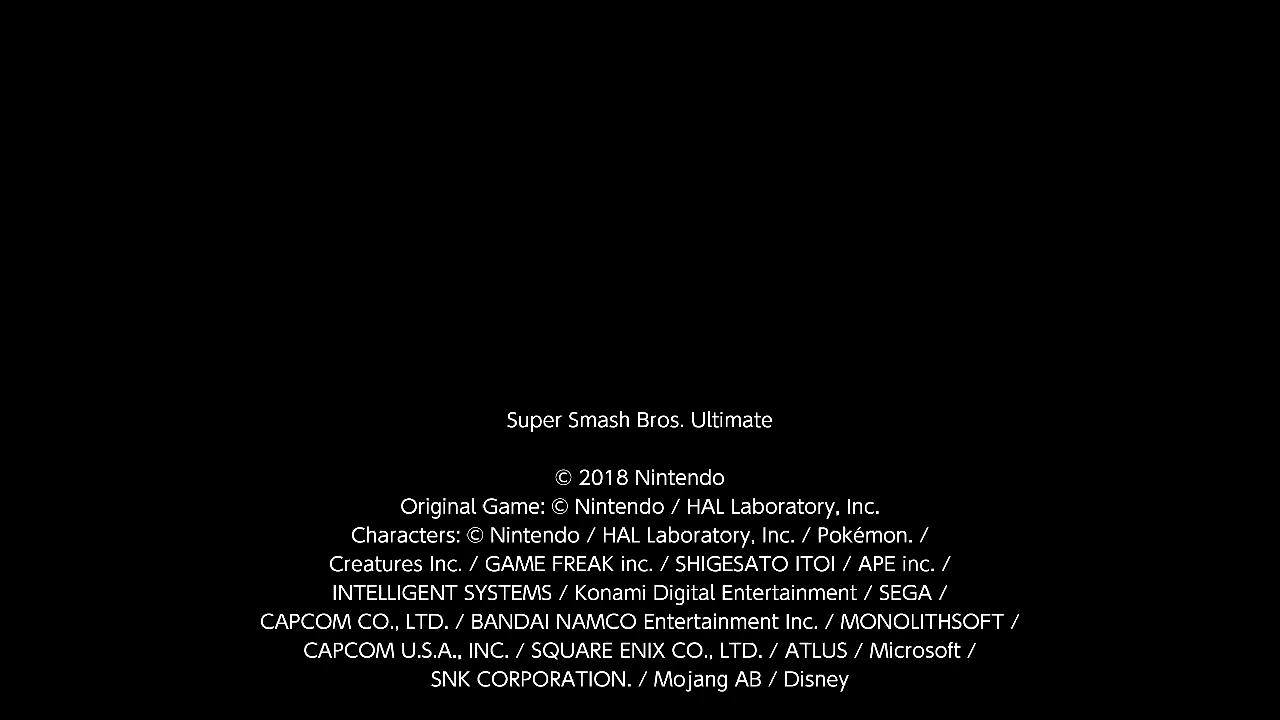 Super Smash Bros. Ultimate
© 2018 Nintendo
Original Game: © Nintendo / HAL Laboratory, Inc.
Characters: © Nintendo / HAL Laboratory, Inc. / Pokémon. /
Creatures Inc. / GAME FREAK inc. / SHIGESATO ITOI / APE inc. /
INTELLIGENT SYSTEMS / Konami Digital Entertainment / SEGA /
CAPCOM CO., LTD. / BANDAI NAMCO Entertainment Inc. / MONOLITHSOFT /
CAPCOM U.S.A., INC. / SQUARE ENIX CO., LTD. / ATLUS / Microsoft /
SNK CORPORATION. / Mojang AB / Disney